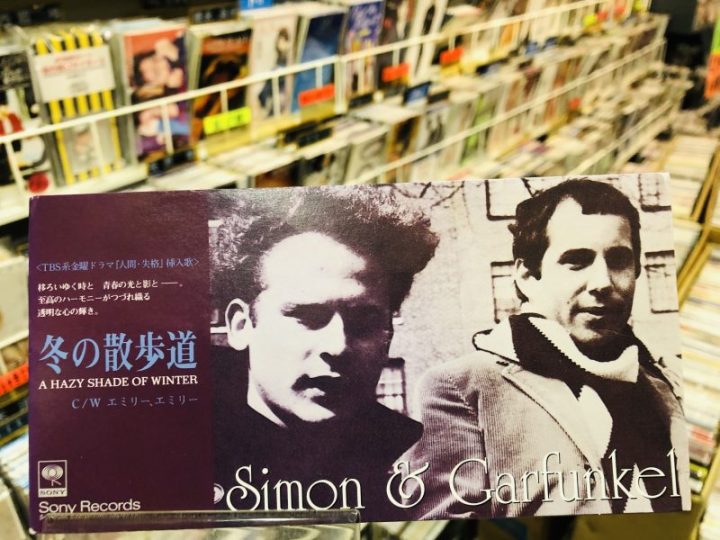 <TBS系金曜ドラマ「人間・失格」挿入歌>
移ろいゆく時と 青春の光と影と──。
至高のハーモニーがつづれ織る
透明な心の輝き。
冬の散歩道
A HAZY SHADE OF WINTER
C/W エミリー、エミリー
SONY
Sony Records
Simon & Garfunkel